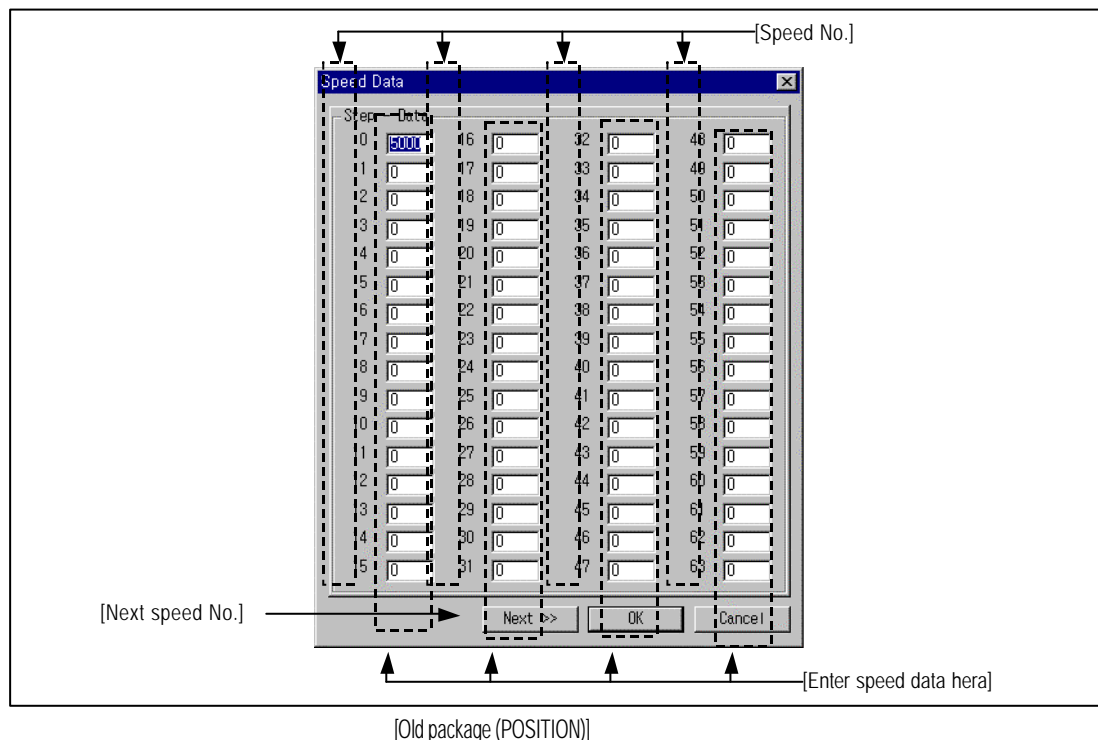 [Speed No.]
Speed Data
Step Data
0 5000 16 0 32 0 48 0
1 0 17 0 33 0 49 0
2 0 18 0 34 0 50 0
3 0 19 0 35 0 51 0
4 0 20 0 36 0 52 0
5 0 21 0 37 0 53 0
6 0 22 0 38 0 54 0
7 0 23 0 39 0 55 0
8 0 24 0 40 0 56 0
9 0 25 0 41 0 57 0
10 0 26 0 42 0 58 0
11 0 27 0 43 0 59 0
12 0 28 0 44 0 60 0
13 0 29 0 45 0 61 0
14 0 30 0 46 0 62 0
15 0 31 0 47 0 63 0
[Next speed No.] Next >> OK Cancel
[Enter speed data hera]
[Old package (POSITION)]